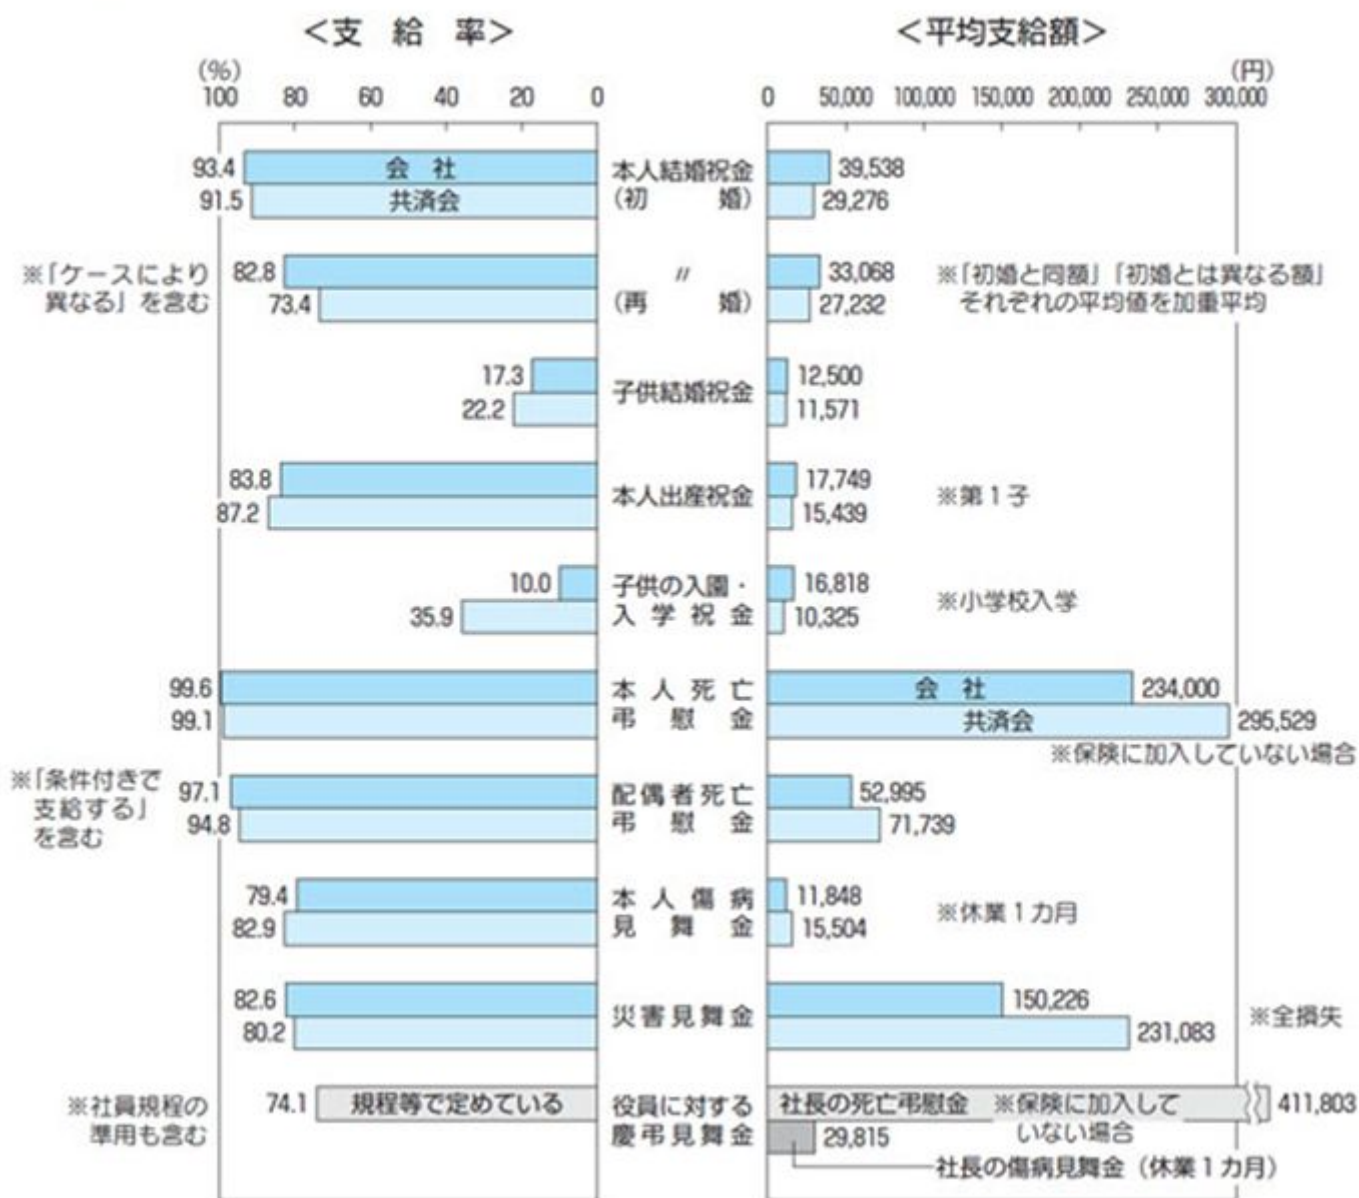 <支 給 率>
<平均支給額>
(%)
100 80 60 40 20 0
(円)
0 50,000 100,000 150,000 200,000 250,000 300,000
93.4 会 社
91.5 共済会
本人結婚祝金
(初 婚)
39,538
29,276
※「ケースにより
異なる」を含む
82.8
73.4
〃
(再 婚)
33,068
27,232
※「初婚と同額」「初婚とは異なる額」
それぞれの平均値を加重平均
17.3
22.2
子供結婚祝金
12,500
11,571
83.8
87.2
本人出産祝金
17,749
15,439
※第1子
10.0
35.9
子供の入園・
入学祝金
16,818
10,325
※小学校入学
99.6
99.1
本人死亡
弔慰金
会 社 234,000
共済会 295,529
※保険に加入していない場合
※「条件付きで
支給する」
を含む
97.1
94.8
配偶者死亡
弔慰金
52,995
71,739
79.4
82.9
本人傷病
見舞金
11,848
15,504
※休業1カ月
82.6
80.2
災害見舞金
150,226
231,083
※全損失
※社員規程の
準用も含む
74.1 規程等で定めている
役員に対する
慶弔見舞金
社長の死亡弔慰金 ※保険に加入して
いない場合
411,803
29,815
社長の傷病見舞金(休業1カ月)